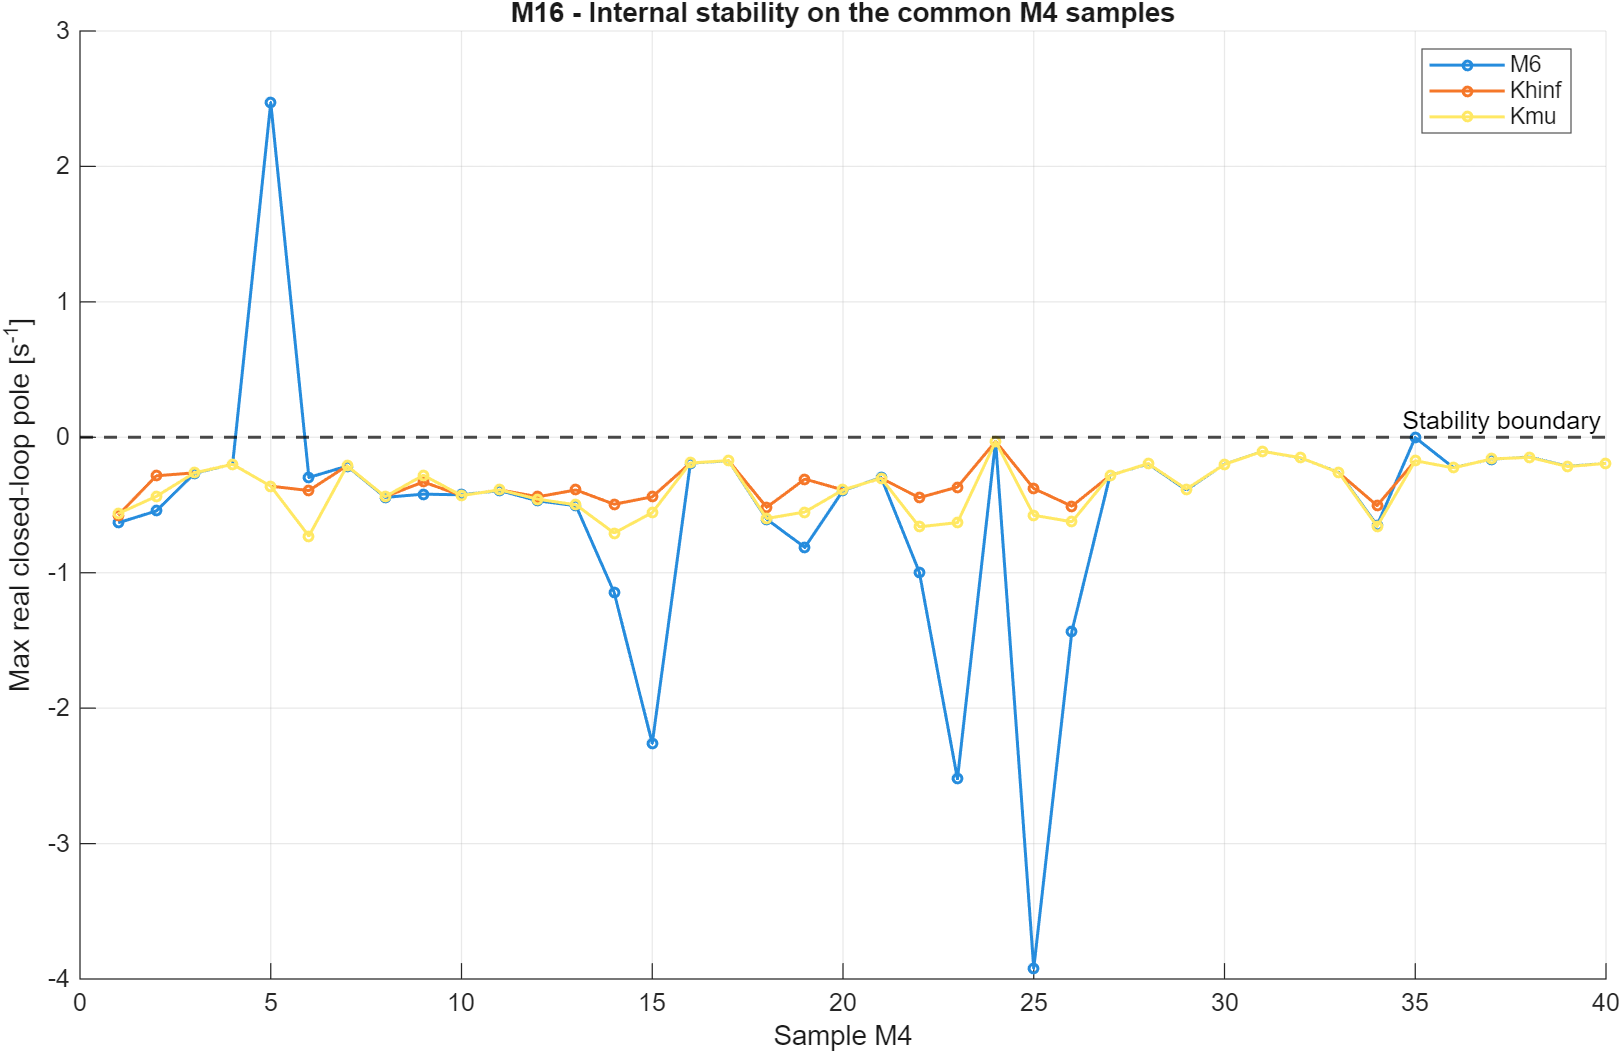 M16 - Internal stability on the common M4 samples
3
2
1
0
-1
-2
-3
-4
Max real closed-loop pole [s⁻¹]
M6
Khinf
Kmu
Stability boundary
0 5 10 15 20 25 30 35 40
Sample M4